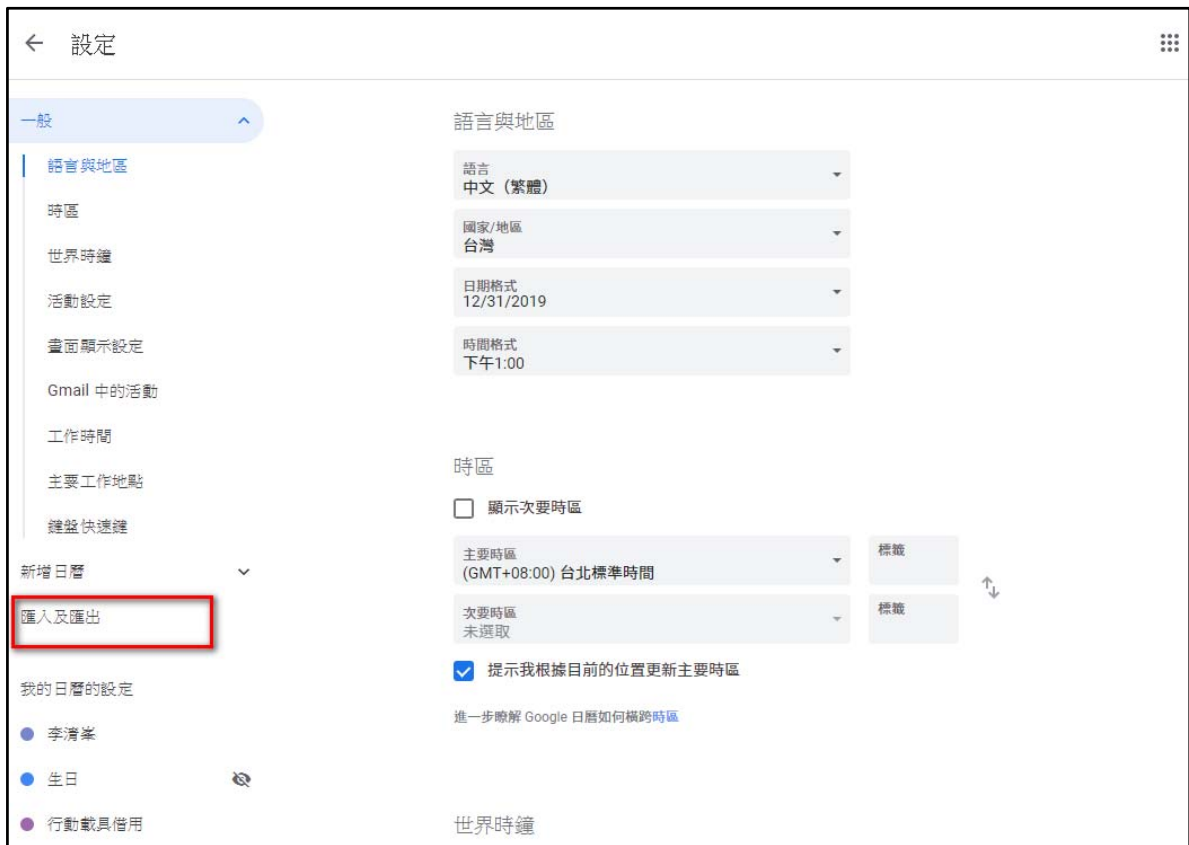 設定
一般
語言與地區
時區
世界時鐘
活動設定
畫面顯示設定
Gmail 中的活動
工作時間
主要工作地點
鍵盤快速鍵
新增日曆
匯入及匯出
我的日曆的設定
李清峯
生日
行動載具借用
語言與地區
語言
中文（繁體）
國家/地區
台灣
日期格式
12/31/2019
時間格式
下午1:00
時區
顯示次要時區
主要時區
(GMT+08:00) 台北標準時間
標籤
次要時區
未選取
標籤
提示我根據目前的位置更新主要時區
進一步瞭解 Google 日曆如何橫跨時區
世界時鐘